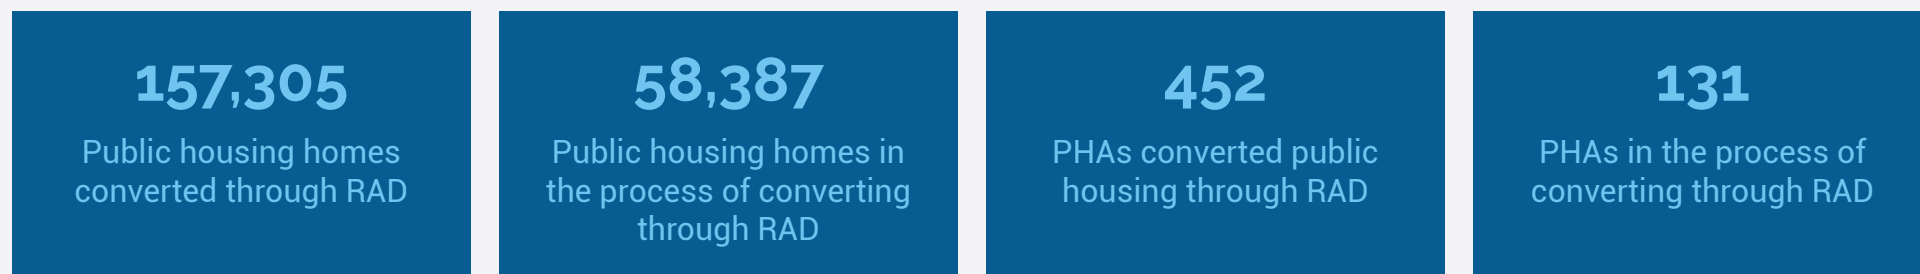 157,305
Public housing homes
converted through RAD
58,387
Public housing homes in
the process of converting
through RAD
452
PHAs converted public
housing through RAD
131
PHAs in the process of
converting through RAD